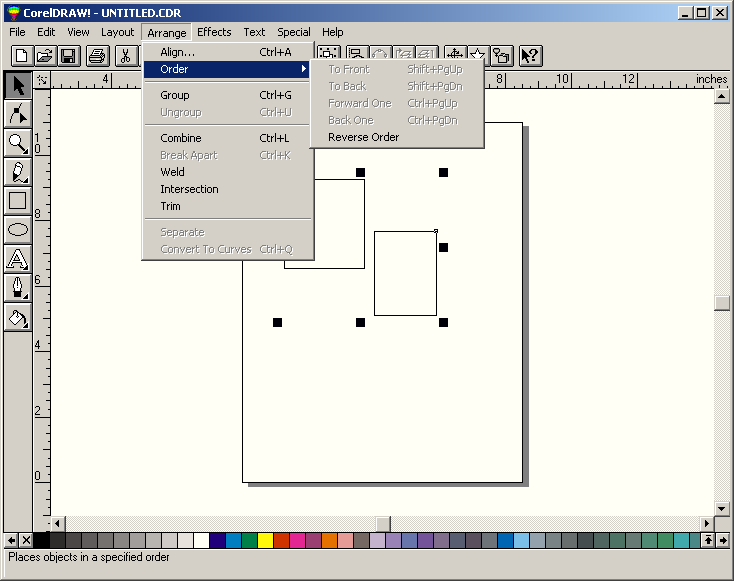 CorelDRAW! - UNTITLED.CDR
File Edit View Layout Arrange Effects Text Special Help
Align... Ctrl+A
Order
Group Ctrl+G
Ungroup Ctrl+U
Combine Ctrl+L
Break Apart Ctrl+K
Weld
Intersection
Trim
Separate
Convert To Curves Ctrl+Q
To Front Shift+PgUp
To Back Shift+PgDn
Forward One Ctrl+PgUp
Back One Ctrl+PgDn
Reverse Order
4 8 10 12 14 inches
10
8
6
4
2
0
A
Places objects in a specified order